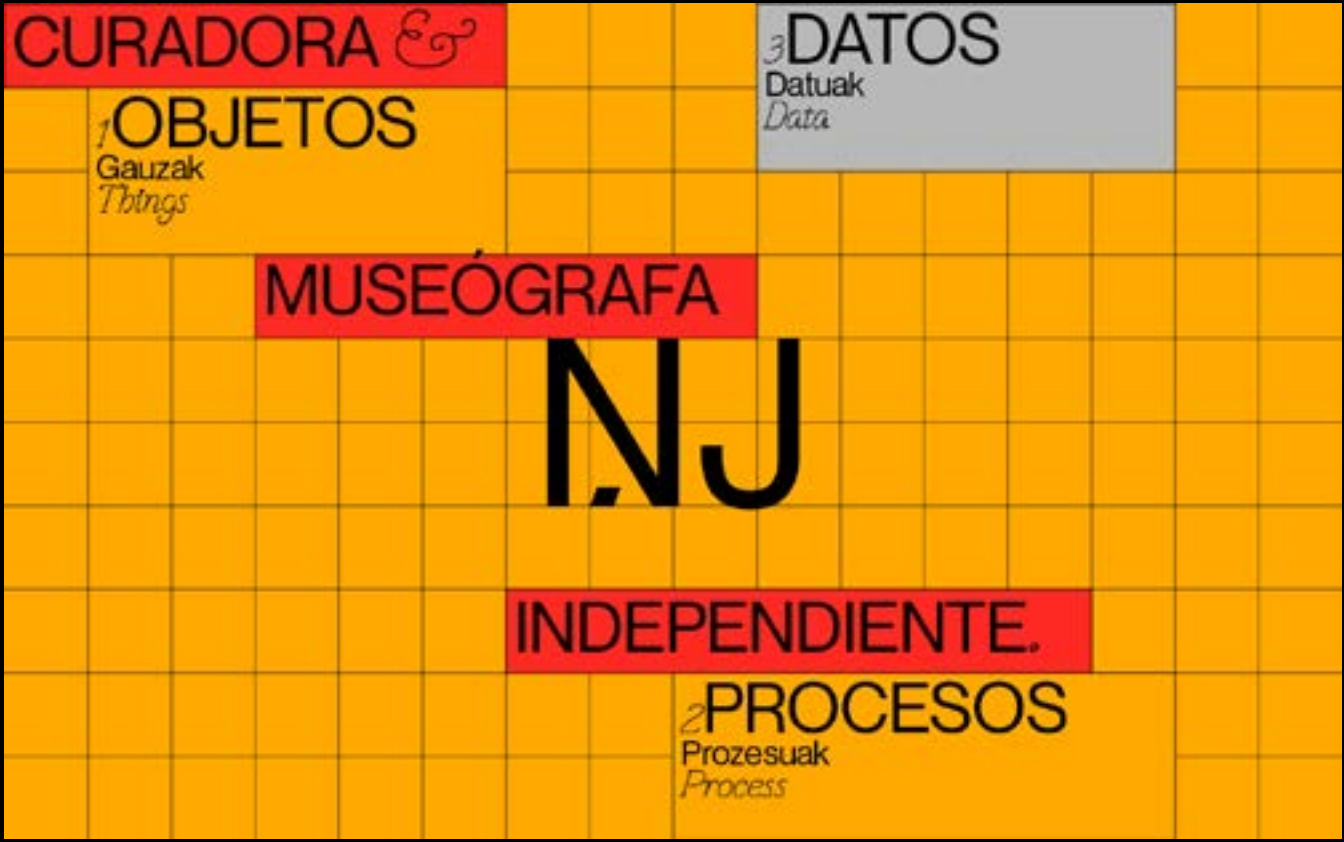 CURADORA &
1OBJETOS
Gauzak
Things
3DATOS
Datuak
Data
MUSEÓGRAFA
NJ
INDEPENDIENTE.
2PROCESOS
Prozesuak
Process